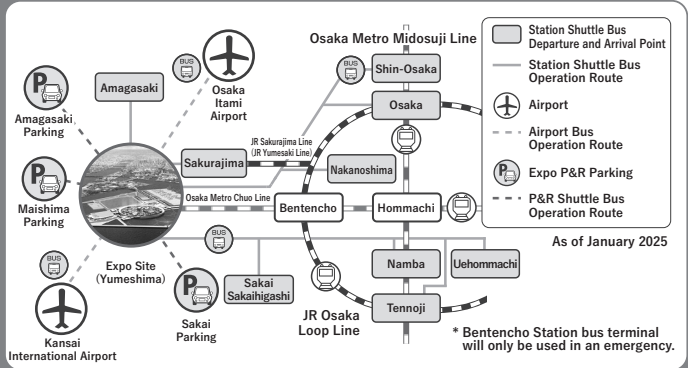 Osaka Metro Midosuji Line
BUS
Shin-Osaka
Osaka
BUS
Osaka
Itami
Airport
Amagasaki
P
Amagasaki
Parking
JR Sakurajima Line
(JR Yumesaki Line)
Sakurajima
Nakanoshima
P
Maishima
Parking
Osaka Metro Chuo Line
Bentencho
Hommachi
BUS
BUS
Expo Site
(Yumeshima)
Sakai
Sakaihigashi
Namba
Uehommachi
Tennoji
P
Sakai
Parking
JR Osaka
Loop Line
Kansai
International Airport
Station Shuttle Bus
Departure and Arrival Point
Station Shuttle Bus
Operation Route
Airport
Airport Bus
Operation Route
P
Expo P&R Parking
P&R Shuttle Bus
Operation Route
As of January 2025
* Bentencho Station bus terminal
will only be used in an emergency.